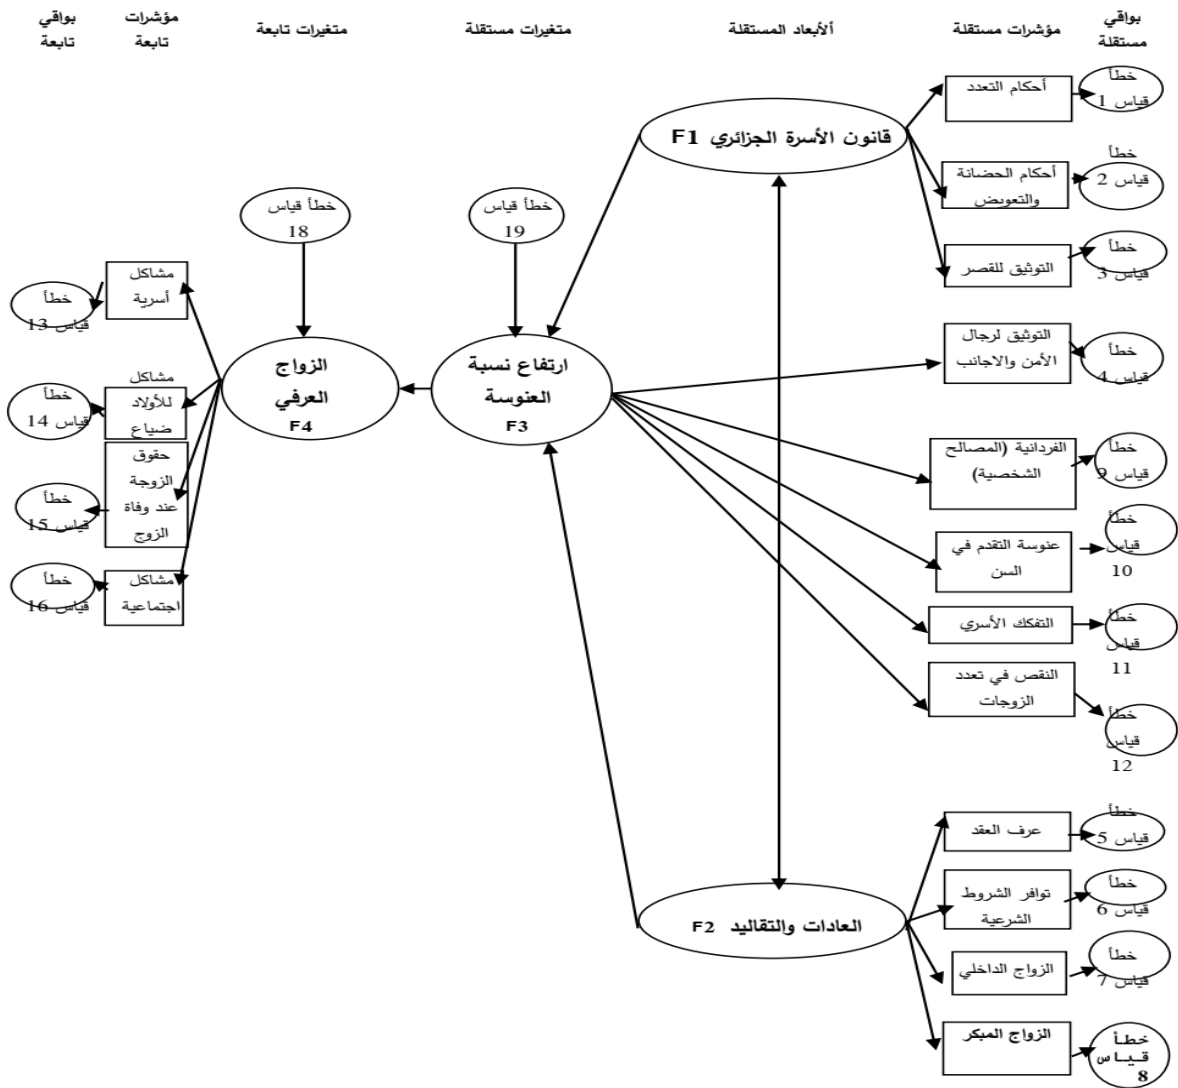 بواقي
مستقلة
مؤشرات مستقلة
ألأبعاد المستقلة
متغيرات مستقلة
متغيرات تابعة
مؤشرات
تابعة
بواقي
تابعة
خطأ
قياس 1
أحكام التعدد
قانون الأسرة الجزائري F1
خطأ
قياس 2
أحكام الحضانة
والتعويض
خطأ
قياس 3
التوثيق للقصر
خطأ قياس
19
خطأ قياس
18
خطأ
قياس 4
التوثيق لرجال
الأمن والاجانب
ارتفاع نسبة
العنوسة
F3
الزواج
العرفي
F4
مشاكل
أسرية
خطأ
قياس 13
مشاكل
للأولاد
ضياع
خطأ
قياس 14
حقوق
الزوجة
عند وفاة
الزوج
خطأ
قياس 15
مشاكل
اجتماعية
خطأ
قياس 16
خطأ
قياس 9
الفردانية (المصالح
الشخصية)
خطأ
قياس
10
عنوسة التقدم في
السن
خطأ
قياس
11
التفكك الأسري
النقص في تعدد
الزوجات
خطأ
قياس
12
خطأ
قياس 5
عرف العقد
خطأ
قياس 6
توافر الشروط
الشرعية
العادات والتقاليد F2
خطأ
قياس 7
الزواج الداخلي
خطأ
قياس
8
الزواج المبكر